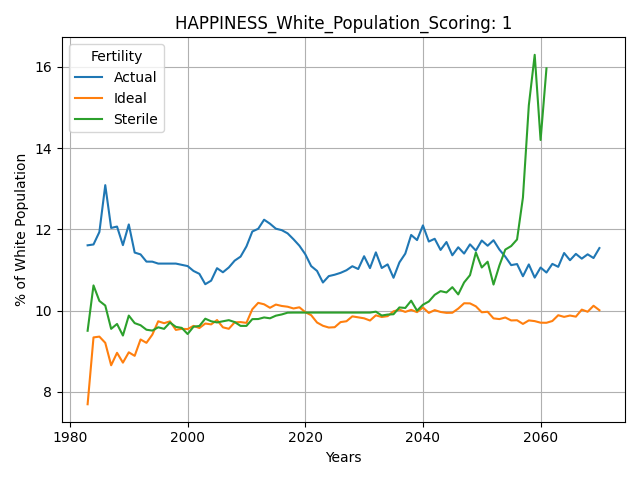 HAPPINESS_White_Population_Scoring: 1
Fertility
Actual
Ideal
Sterile
% of White Population
16
14
12
10
8
1980
2000
2020
2040
2060
Years